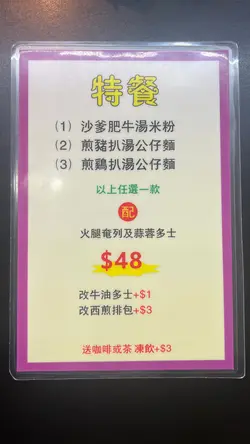 特餐
(1) 沙爹肥牛湯米粉
(2) 煎豬扒湯公仔麵
(3) 煎鷄扒湯公仔麵
以上任選一款
配
火腿奄列及蒜蓉多士
$48
改牛油多士+$1
改西煎排包+$3
送咖啡或茶 凍飲+$3